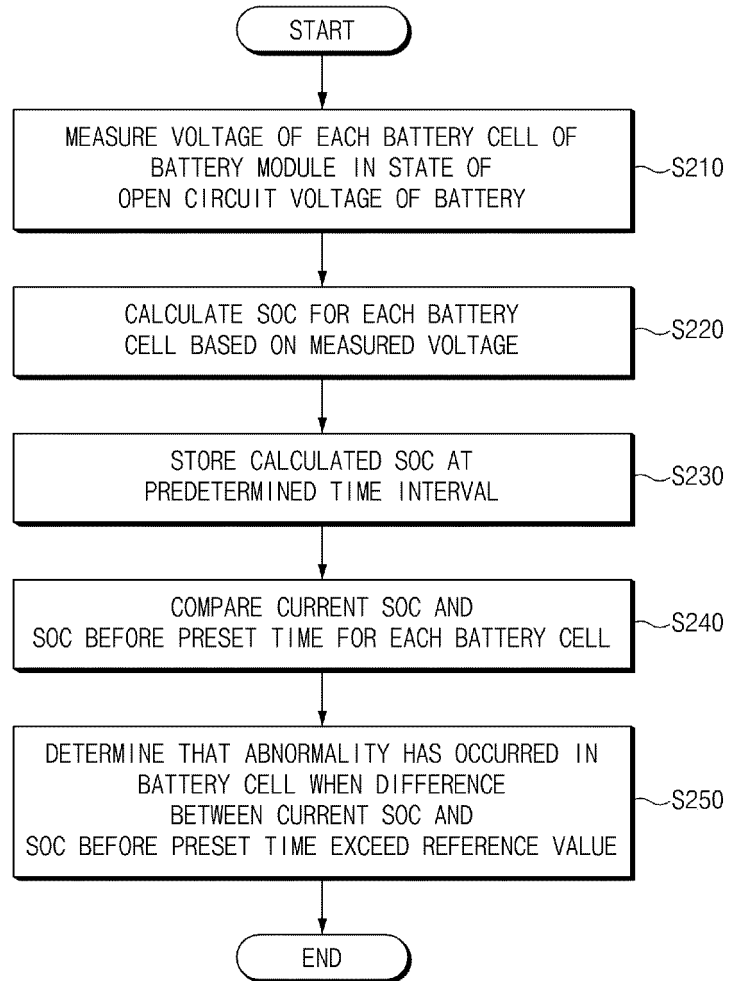 START
MEASURE VOLTAGE OF EACH BATTERY CELL OF
BATTERY MODULE IN STATE OF
OPEN CIRCUIT VOLTAGE OF BATTERY
S210
CALCULATE SOC FOR EACH BATTERY
CELL BASED ON MEASURED VOLTAGE
S220
STORE CALCULATED SOC AT
PREDETERMINED TIME INTERVAL
S230
COMPARE CURRENT SOC AND
SOC BEFORE PRESET TIME FOR EACH BATTERY CELL
S240
DETERMINE THAT ABNORMALITY HAS OCCURRED IN
BATTERY CELL WHEN DIFFERENCE
BETWEEN CURRENT SOC AND
SOC BEFORE PRESET TIME EXCEED REFERENCE VALUE
S250
END